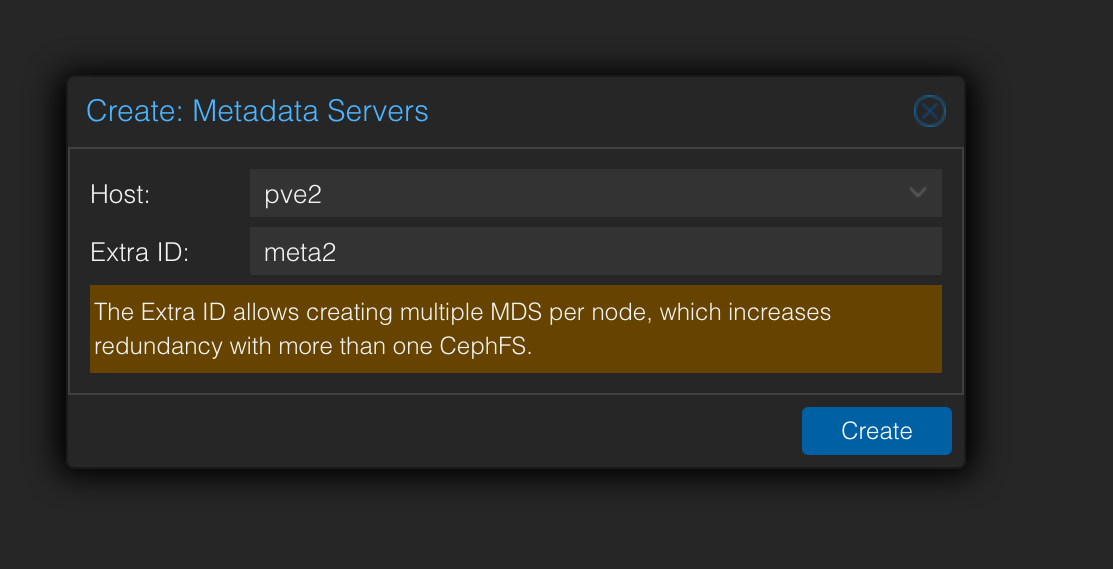 Create: Metadata Servers
Host: pve2
Extra ID: meta2
The Extra ID allows creating multiple MDS per node, which increases
redundancy with more than one CephFS.
Create